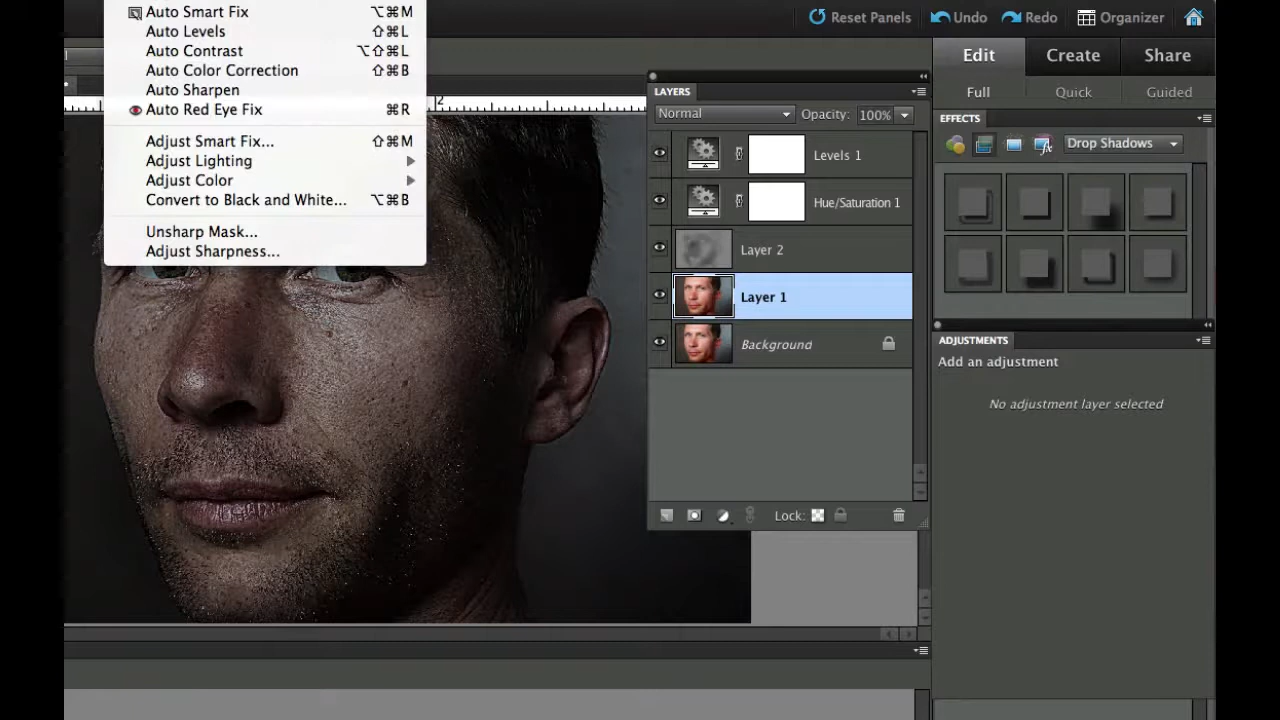 Auto Smart Fix ⌥⌘M
Auto Levels ⇧⌘L
Auto Contrast ⌥⇧⌘L
Auto Color Correction ⇧⌘B
Auto Sharpen
Auto Red Eye Fix ⌘R
Adjust Smart Fix... ⇧⌘M
Adjust Lighting
Adjust Color
Convert to Black and White... ⌥⌘B
Unsharp Mask...
Adjust Sharpness...
2
Reset Panels Undo Redo Organizer
Edit Create Share
Full Quick Guided
LAYERS
Normal Opacity: 100%
Levels 1
Hue/Saturation 1
Layer 2
Layer 1
Background
Lock:
EFFECTS
Drop Shadows
ADJUSTMENTS
Add an adjustment
No adjustment layer selected